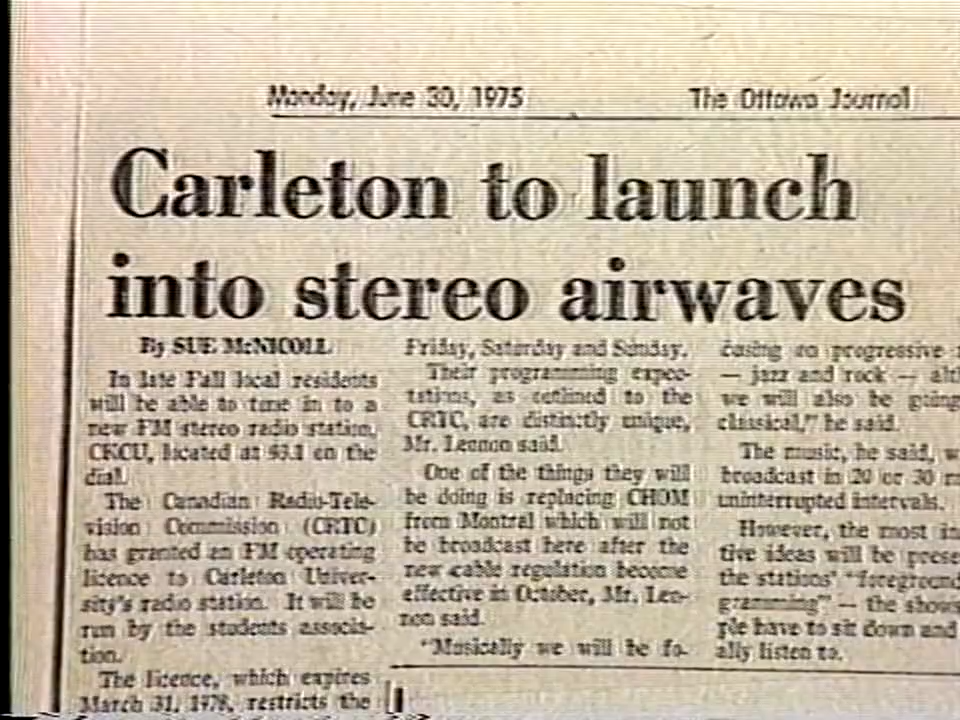 Monday, June 30, 1975
The Ottawa Journal
Carleton to launch
into stereo airwaves
By SUE McNICOLL
In late Fall local residents
will be able to tune in to a
new FM stereo radio station,
CKCU, located at 93.1 on the
dial.
The Canadian Radio-Tele-
vision Commission (CRTC)
has granted an FM operating
licence to Carleton Univer-
sity's radio station. It will be
run by the students associa-
tion.
The licence, which expires
March 31, 1978, restricts the
Friday, Saturday and Sunday.
Their programming expec-
tations, as outlined to the
CRTC, are distinctly unique,
Mr. Lennon said.
One of the things they will
be doing is replacing CHOM
from Montral which will not
be broadcast here after the
new cable regulation become
effective in October, Mr. Len-
non said.
"Musically we will be fo-
cusing on progressive
— jazz and rock —
we will also be going
classical," he said.
The music, he said,
broadcast in 20 or 30
uninterrupted intervals.
However, the most
tive ideas will be
the stations' "foreground
gramming" — the shows
ple have to sit down and
ally listen to.